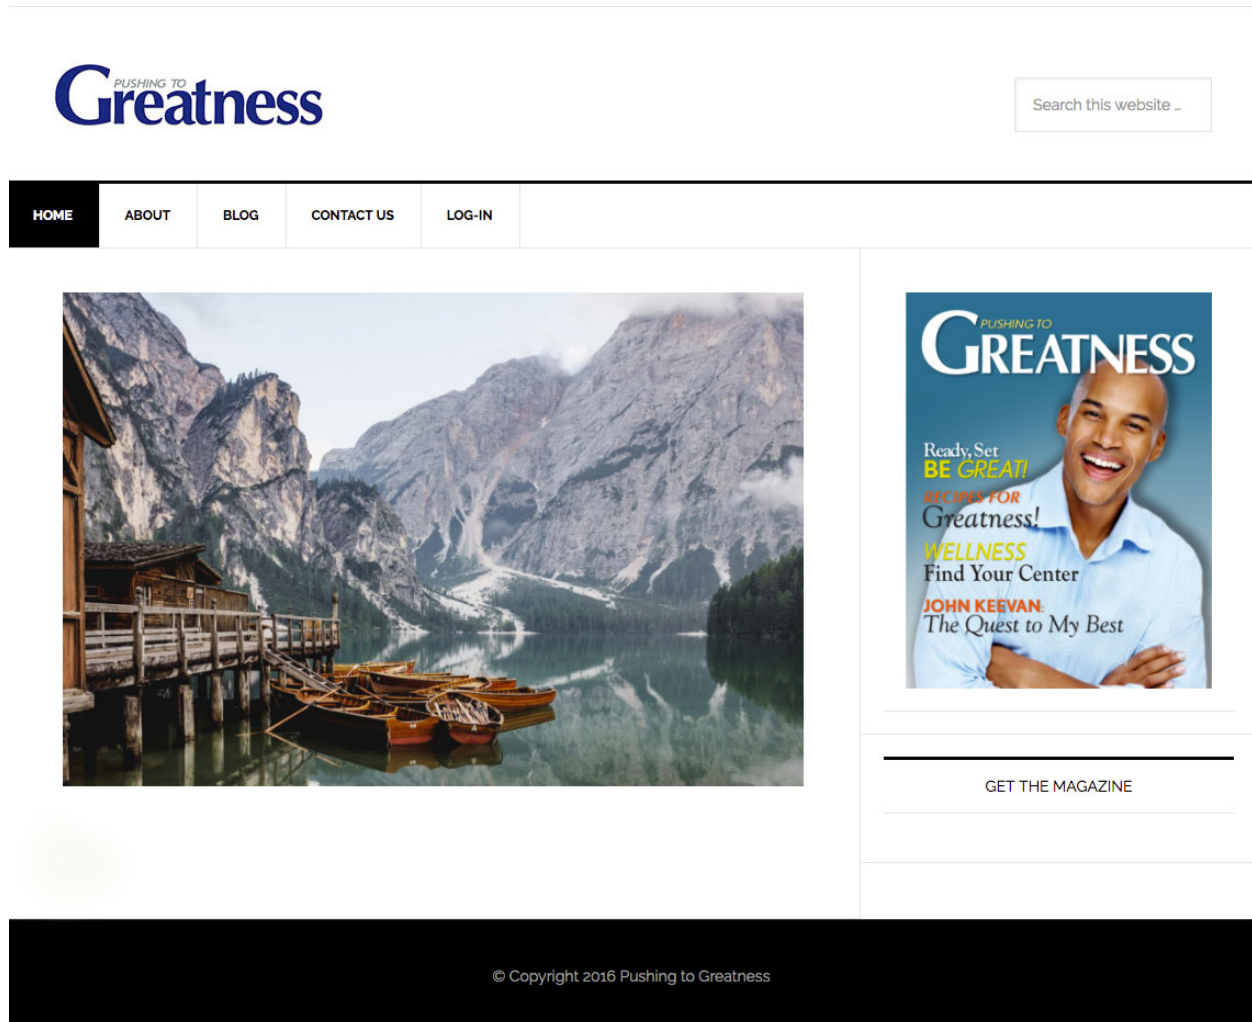 PUSHING TO
Greatness
Search this website ...
HOME
ABOUT
BLOG
CONTACT US
LOG-IN
PUSHING TO
GREATNESS
Ready, Set
BE GREAT!
RECIPES FOR
Greatness!
WELLNESS
Find Your Center
JOHN KEEVAN:
The Quest to My Best
GET THE MAGAZINE
© Copyright 2016 Pushing to Greatness